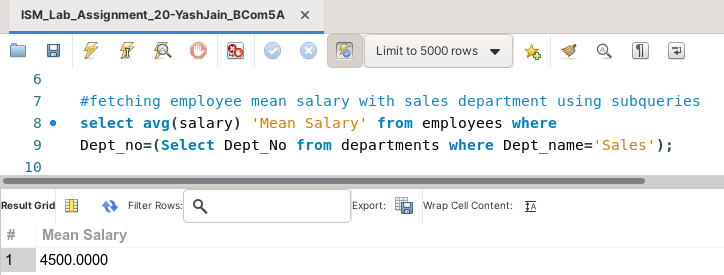 ISM_Lab_Assignment_20-YashJain_BCom5A
Limit to 5000 rows
6
7 #fetching employee mean salary with sales department using subqueries
8 select avg(salary) 'Mean Salary' from employees where
9 Dept_no=(Select Dept_No from departments where Dept_name='Sales');
10
Result Grid Filter Rows: Export: Wrap Cell Content:
# Mean Salary
1 4500.0000